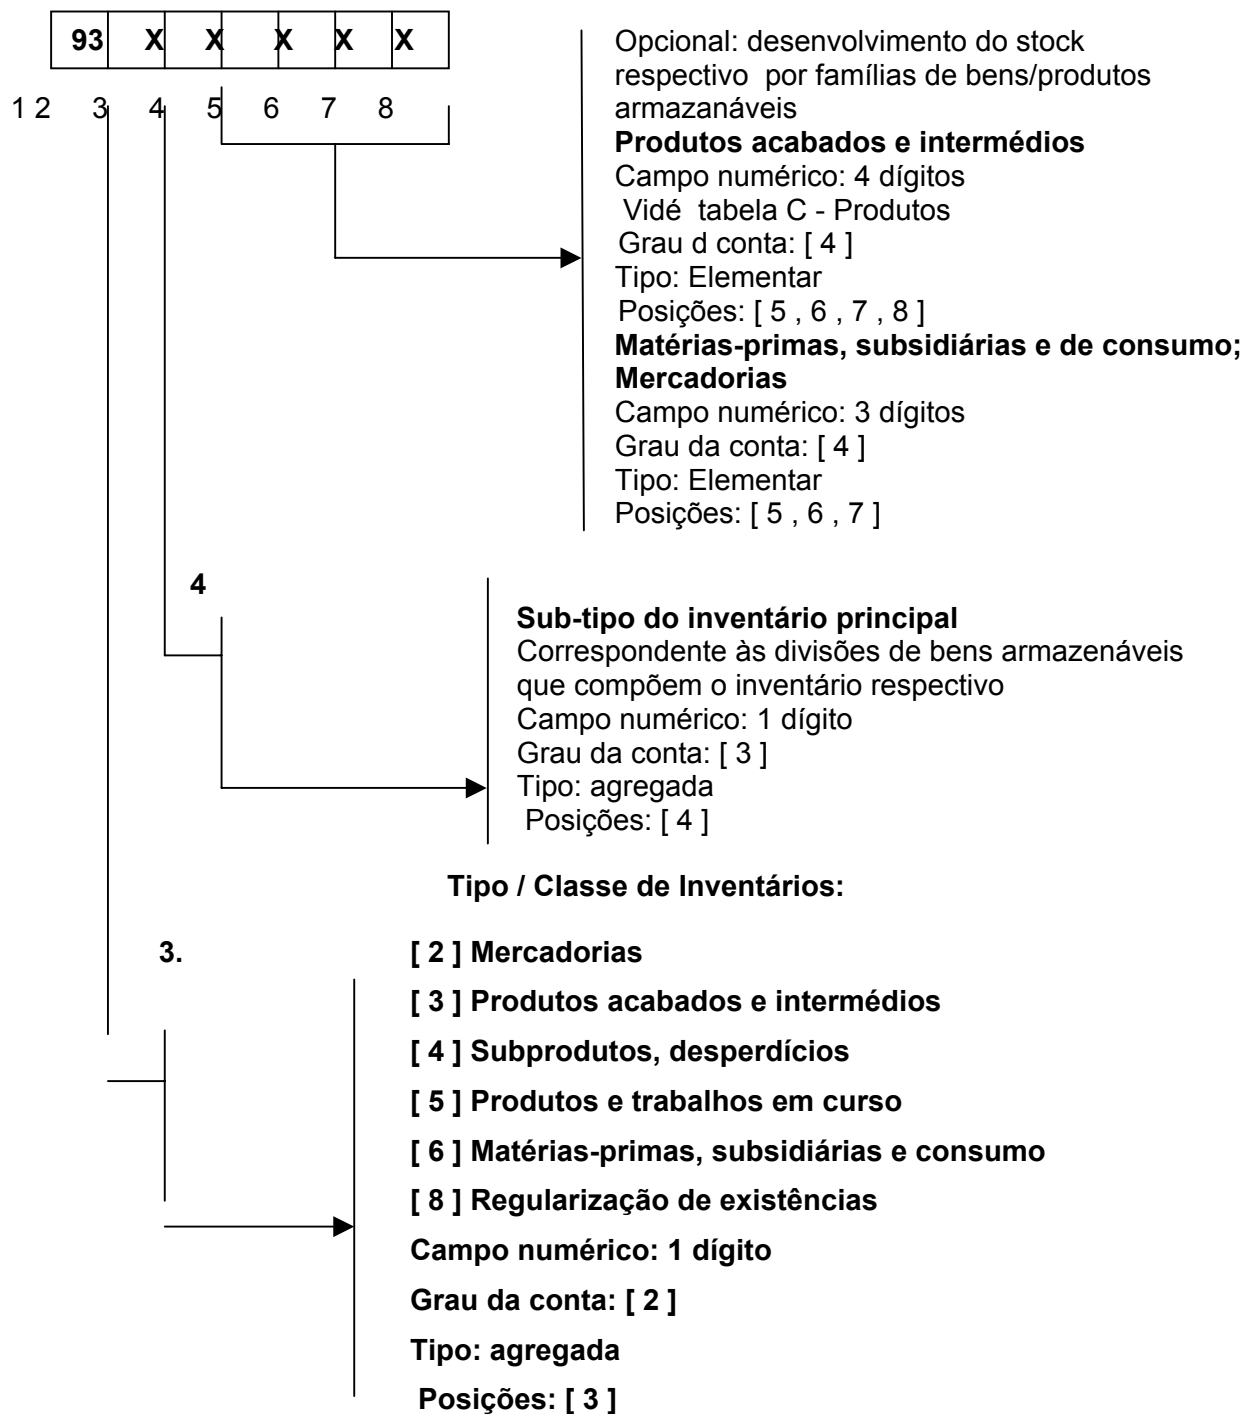 93 X X X X X
1 2 3 4 5 6 7 8
Opcional: desenvolvimento do stock
respectivo por famílias de bens/produtos
armazanáveis
Produtos acabados e intermédios
Campo numérico: 4 dígitos
Vidé tabela C - Produtos
Grau d conta: [ 4 ]
Tipo: Elementar
Posições: [ 5 , 6 , 7 , 8 ]
Matérias-primas, subsidiárias e de consumo;
Mercadorias
Campo numérico: 3 dígitos
Grau da conta: [ 4 ]
Tipo: Elementar
Posições: [ 5 , 6 , 7 ]
4
Sub-tipo do inventário principal
Correspondente às divisões de bens armazenáveis
que compõem o inventário respectivo
Campo numérico: 1 dígito
Grau da conta: [ 3 ]
Tipo: agregada
Posições: [ 4 ]
Tipo / Classe de Inventários:
3.
[ 2 ] Mercadorias
[ 3 ] Produtos acabados e intermédios
[ 4 ] Subprodutos, desperdícios
[ 5 ] Produtos e trabalhos em curso
[ 6 ] Matérias-primas, subsidiárias e consumo
[ 8 ] Regularização de existências
Campo numérico: 1 dígito
Grau da conta: [ 2 ]
Tipo: agregada
Posições: [ 3 ]